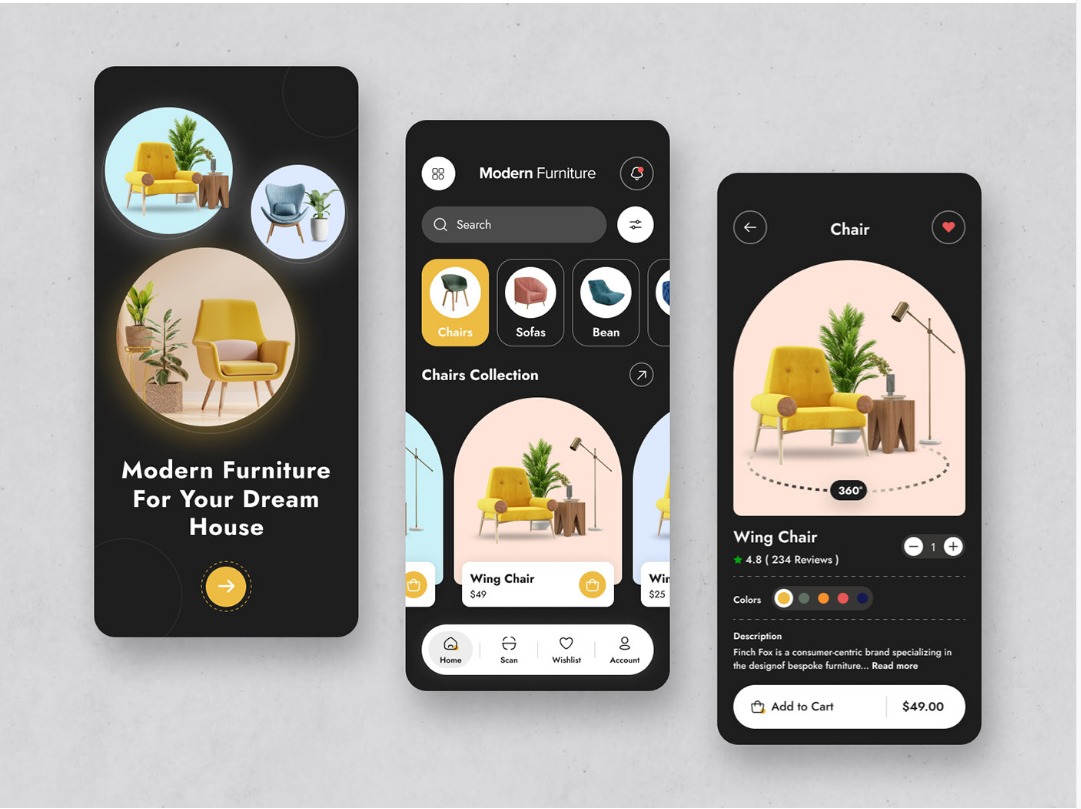 Modern Furniture
For Your Dream
House
Modern Furniture
Search
Chairs
Sofas
Bean
Chairs Collection
Wing Chair
$49
Win
$25
Home
Scan
Wishlist
Account
Chair
360°
Wing Chair
4.8 ( 234 Reviews )
1
Colors
Description
Finch Fox is a consumer-centric brand specializing in
the designof bespoke furniture... Read more
Add to Cart
$49.00